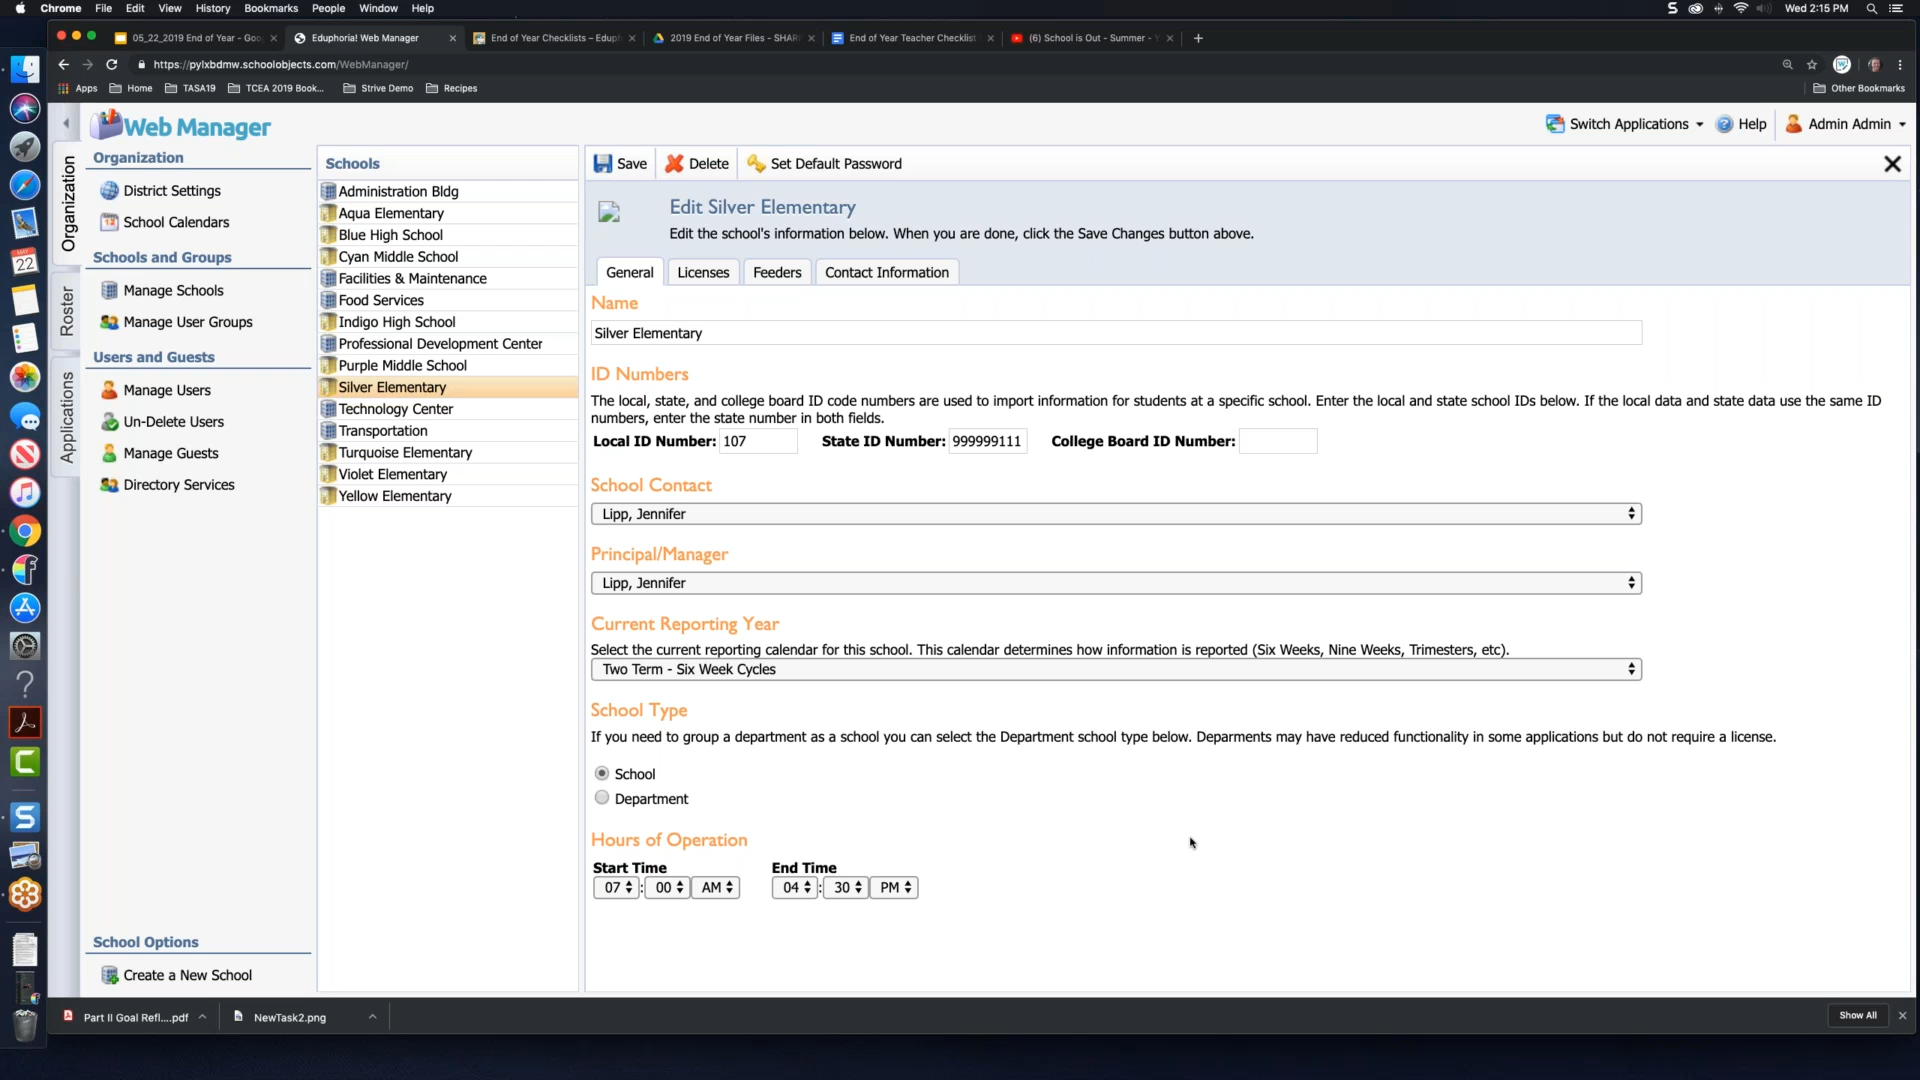 Chrome File Edit View History Bookmarks People Window Help
Wed 2:15 PM
05_22_2019 End of Year - Goo
Eduphoria! Web Manager
End of Year Checklists – Eduph
2019 End of Year Files - SHAR
End of Year Teacher Checklist
(6) School is Out - Summer - Y
https://pylxbdmw.schoolobjects.com/WebManager/
Apps Home TASA19 TCEA 2019 Book... Strive Demo Recipes Other Bookmarks
Web Manager
Switch Applications Help Admin Admin
Organization
Roster
Applications
Organization
District Settings
School Calendars
Schools and Groups
Manage Schools
Manage User Groups
Users and Guests
Manage Users
Un-Delete Users
Manage Guests
Directory Services
School Options
Create a New School
Schools
Administration Bldg
Aqua Elementary
Blue High School
Cyan Middle School
Facilities & Maintenance
Food Services
Indigo High School
Professional Development Center
Purple Middle School
Silver Elementary
Technology Center
Transportation
Turquoise Elementary
Violet Elementary
Yellow Elementary
Save Delete Set Default Password
Edit Silver Elementary
Edit the school's information below. When you are done, click the Save Changes button above.
General Licenses Feeders Contact Information
Name
Silver Elementary
ID Numbers
The local, state, and college board ID code numbers are used to import information for students at a specific school. Enter the local and state school IDs below. If the local data and state data use the same ID
numbers, enter the state number in both fields.
Local ID Number: 107 State ID Number: 999999111 College Board ID Number:
School Contact
Lipp, Jennifer
Principal/Manager
Lipp, Jennifer
Current Reporting Year
Select the current reporting calendar for this school. This calendar determines how information is reported (Six Weeks, Nine Weeks, Trimesters, etc).
Two Term - Six Week Cycles
School Type
If you need to group a department as a school you can select the Department school type below. Deparments may have reduced functionality in some applications but do not require a license.
School
Department
Hours of Operation
Start Time End Time
07 : 00 AM 04 : 30 PM
Part II Goal Refl....pdf NewTask2.png Show All